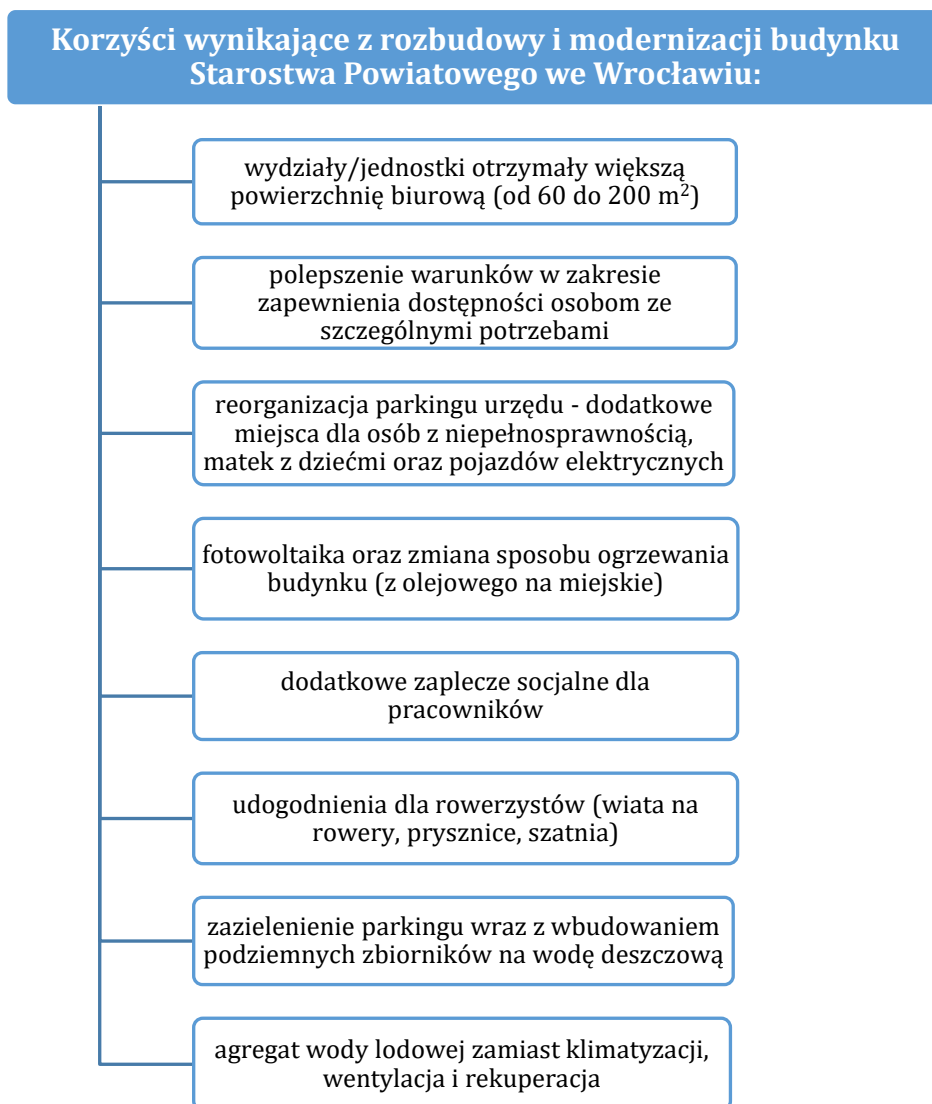 Korzyści wynikające z rozbudowy i modernizacji budynku
Starostwa Powiatowego we Wrocławiu:
wydziały/jednostki otrzymały większą
powierzchnię biurową (od 60 do 200 m²)
polepszenie warunków w zakresie
zapewnienia dostępności osobom ze
szczególnymi potrzebami
reorganizacja parkingu urzędu - dodatkowe
miejsca dla osób z niepełnosprawnością,
matek z dziećmi oraz pojazdów elektrycznych
fotowoltaika oraz zmiana sposobu ogrzewania
budynku (z olejowego na miejskie)
dodatkowe zaplecze socjalne dla
pracowników
udogodnienia dla rowerzystów (wiata na
rowery, prysznice, szatnia)
zazielenienie parkingu wraz z wbudowaniem
podziemnych zbiorników na wodę deszczową
agregat wody lodowej zamiast klimatyzacji,
wentylacja i rekuperacja